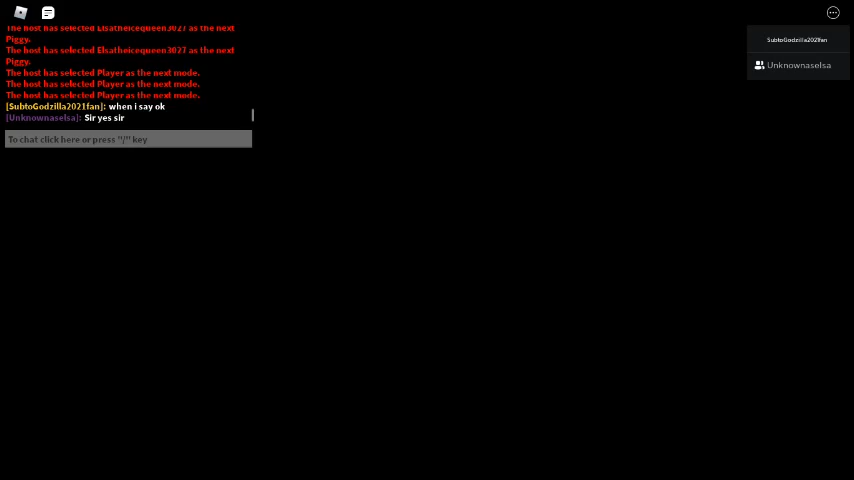 The host has selected Elsatheicequeen3027 as the next
Piggy.
The host has selected Elsatheicequeen3027 as the next
Piggy.
The host has selected Player as the next mode.
The host has selected Player as the next mode.
The host has selected Player as the next mode.
[SubtoGodzilla2021fan]: when i say ok
[Unknownaselsa]: Sir yes sir
To chat click here or press "/" key
SubtoGodzilla2021fan
Unknownaselsa